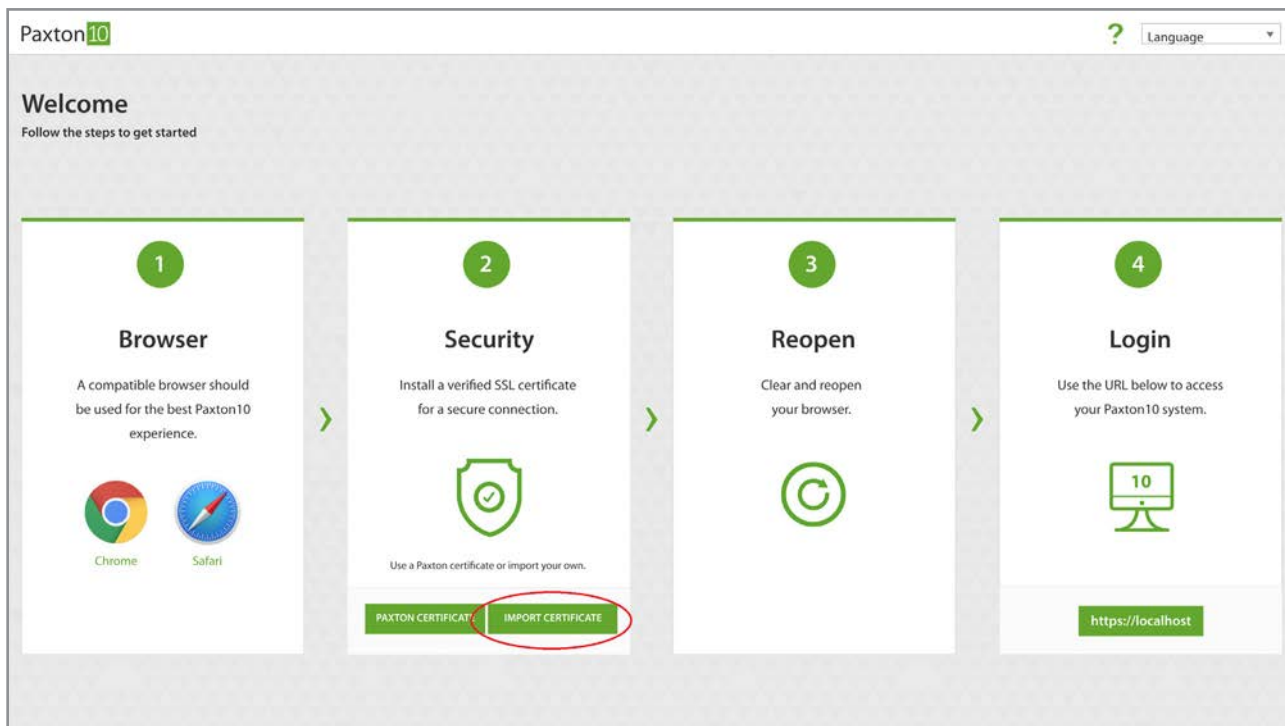 Paxton10
?
Language
Welcome
Follow the steps to get started
1
Browser
A compatible browser should
be used for the best Paxton10
experience.
Chrome
Safari
2
Security
Install a verified SSL certificate
for a secure connection.
Use a Paxton certificate or import your own.
PAXTON CERTIFICATE
IMPORT CERTIFICATE
3
Reopen
Clear and reopen
your browser.
4
Login
Use the URL below to access
your Paxton10 system.
10
https://localhost